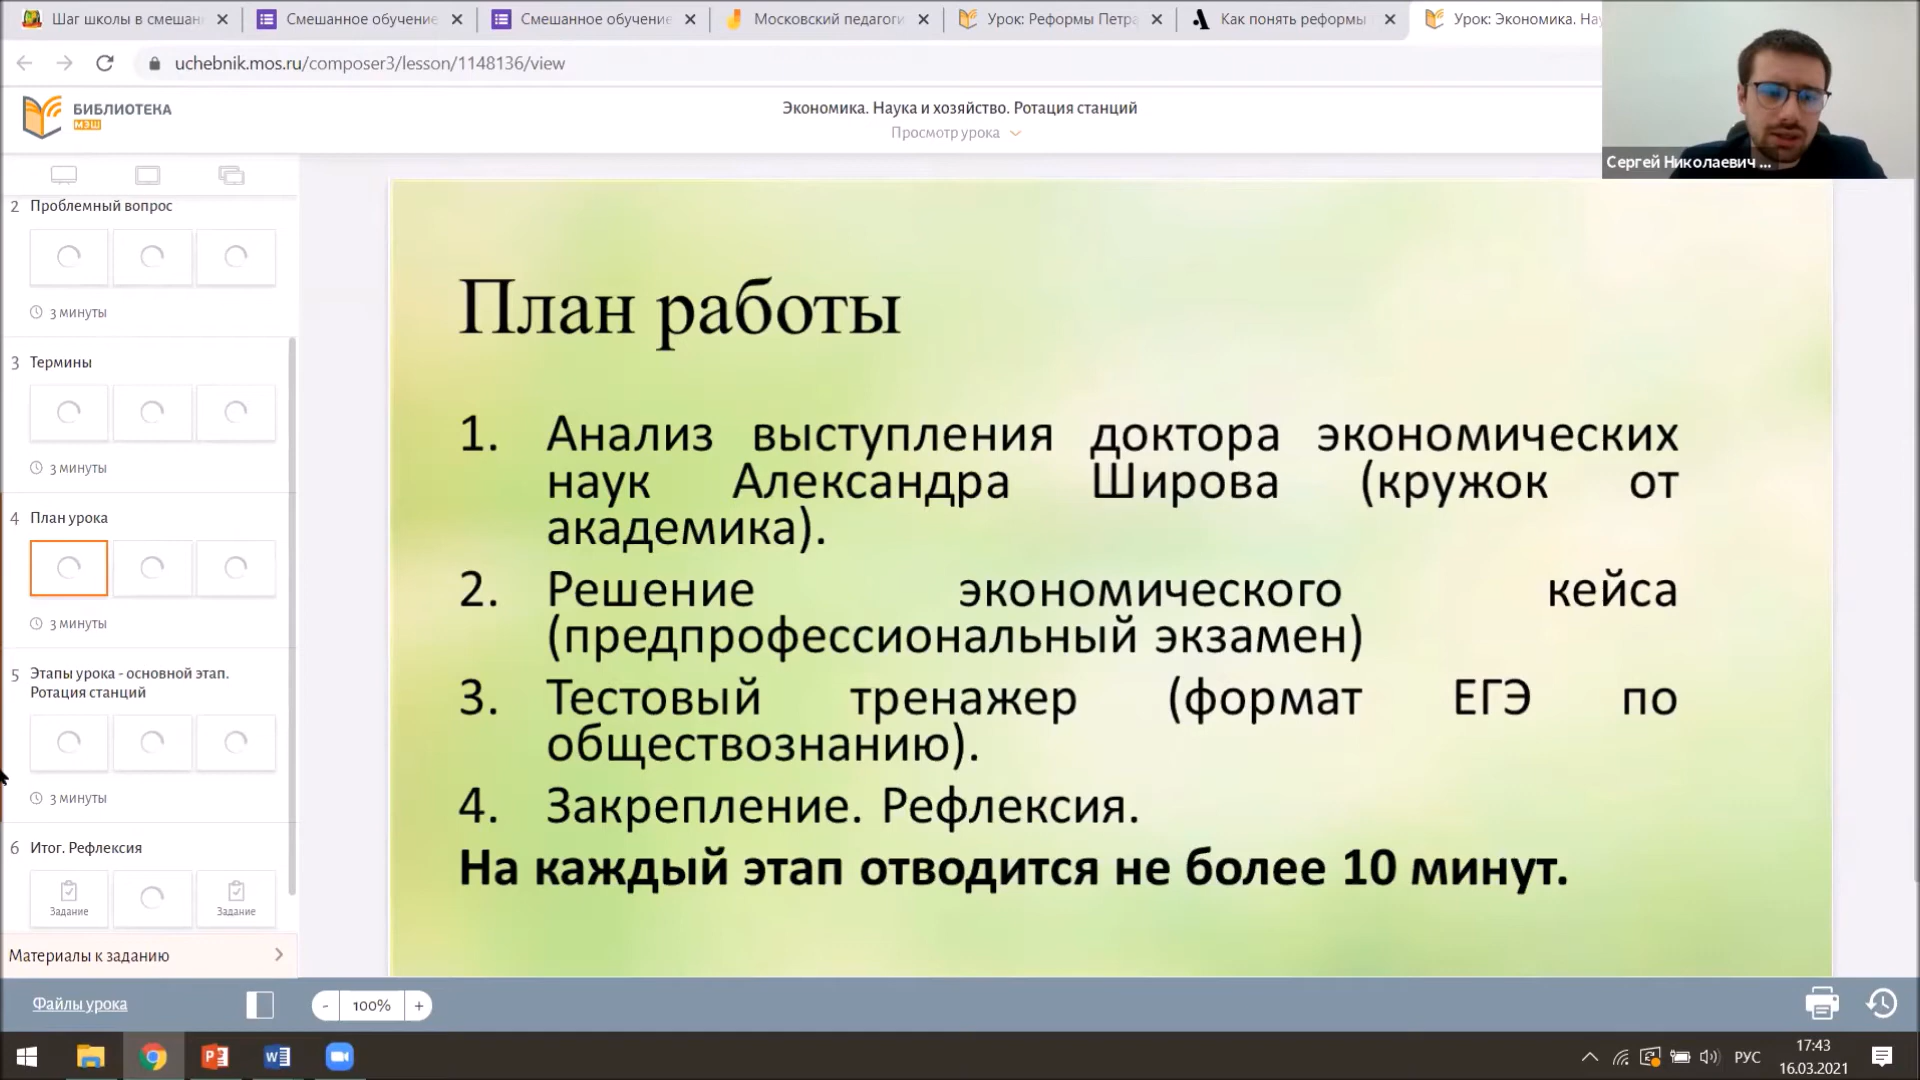 Шаг школы в смешан
Смешанное обучение
Смешанное обучение
Московский педагоги
Урок: Реформы Петра
Как понять реформы
Урок: Экономика. Нау
uchebnik.mos.ru/composer3/lesson/1148136/view
БИБЛИОТЕКА
МЭШ
Экономика. Наука и хозяйство. Ротация станций
Просмотр урока
Сергей Николаевич ...
2 Проблемный вопрос
3 минуты
3 Термины
3 минуты
4 План урока
3 минуты
5 Этапы урока - основной этап.
Ротация станций
3 минуты
6 Итог. Рефлексия
Задание
Задание
Материалы к заданию
План работы
1. Анализ выступления доктора экономических
наук Александра Широва (кружок от
академика).
2. Решение экономического кейса
(предпрофессиональный экзамен)
3. Тестовый тренажер (формат ЕГЭ по
обществознанию).
4. Закрепление. Рефлексия.
На каждый этап отводится не более 10 минут.
Файлы урока
- 100% +
РУС
17:43
16.03.2021